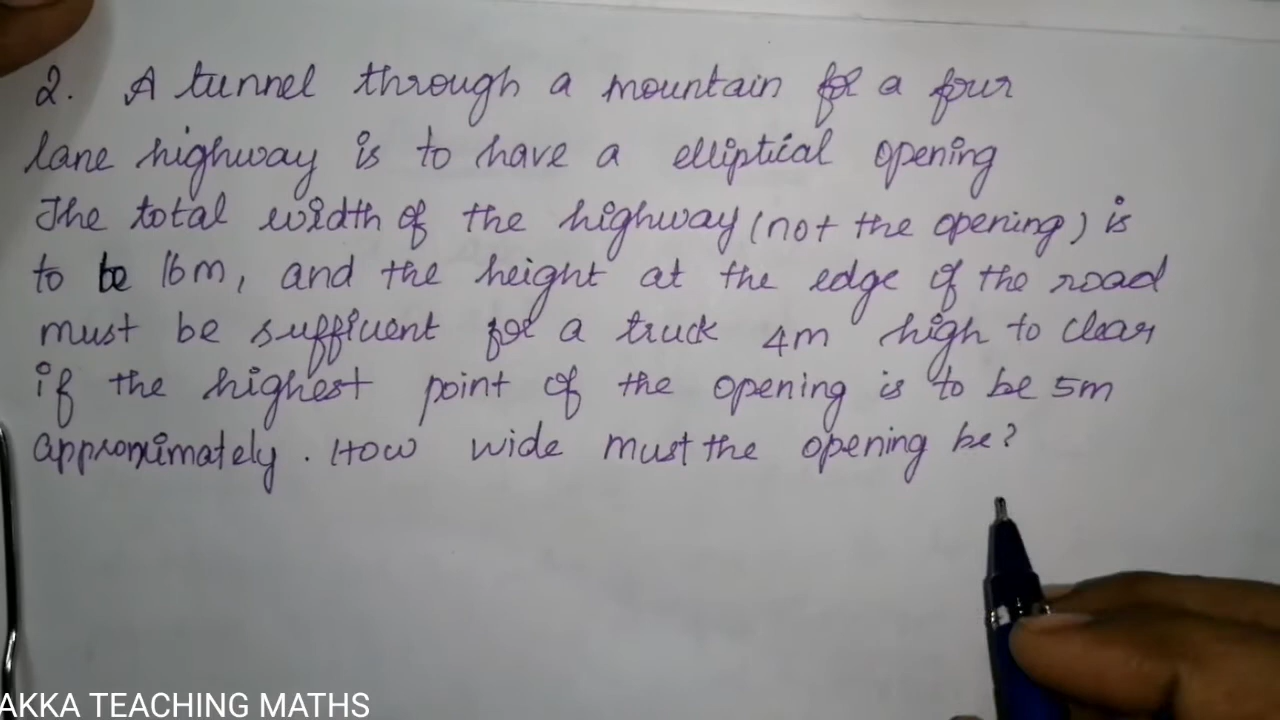 2. A tunnel through a mountain for a four
lane highway is to have a elliptical opening
The total width of the highway (not the opening) is
to be 16m, and the height at the edge of the road
must be sufficent for a truck 4m high to clear
if the highest point of the opening is to be 5m
approximately. How wide must the opening be?
AKKA TEACHING MATHS